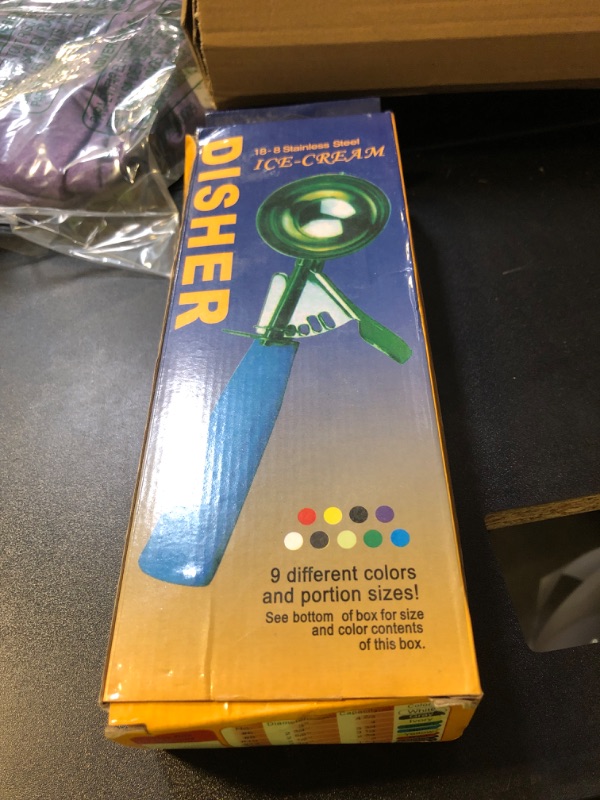 DISHER
18-8 Stainless Steel
ICE-CREAM
9 different colors
and portion sizes!
See bottom of box for size
and color contents
of this box.